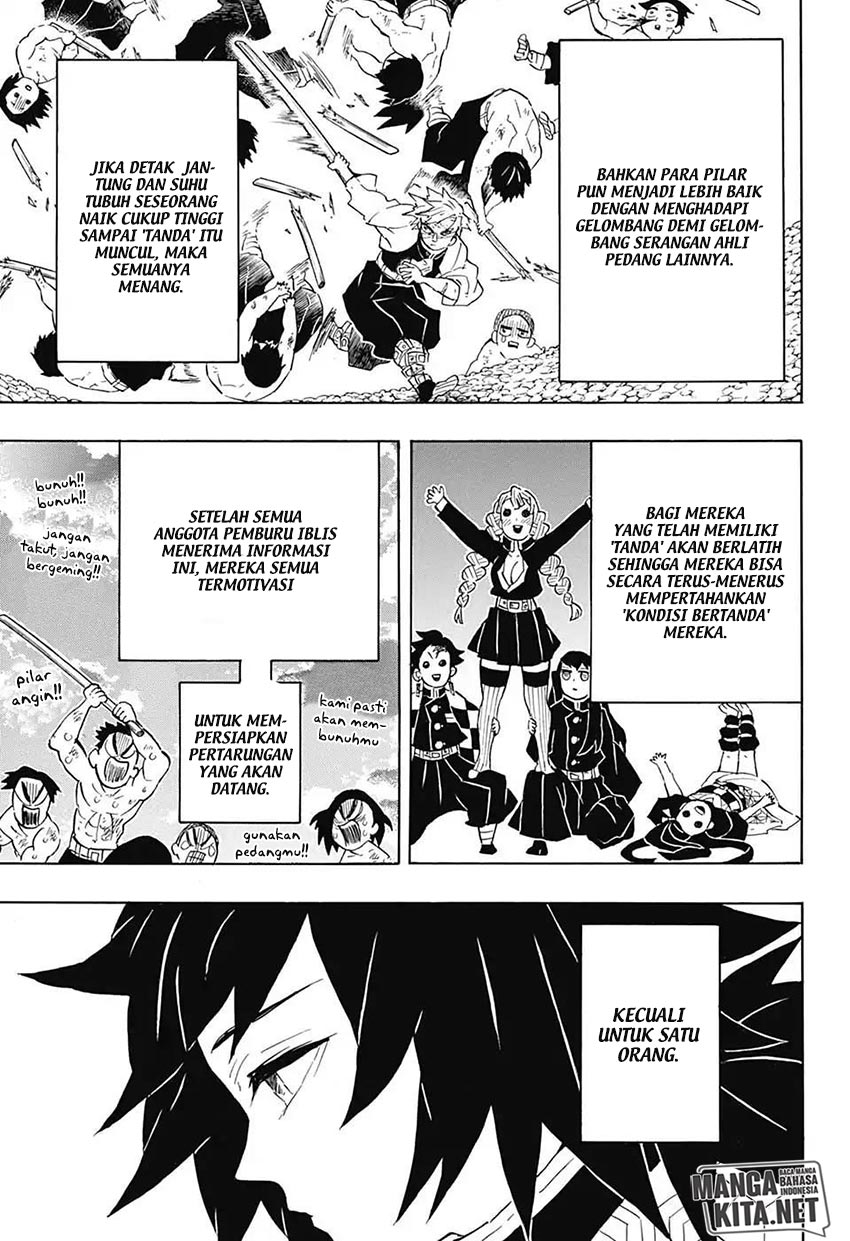 BAHKAN PARA PILAR
PUN MENJADI LEBIH BAIK
DENGAN MENGHADAPI
GELOMBANG DEMI GELOM-
BANG SERANGAN AHLI
PEDANG LAINNYA.
JIKA DETAK JAN-
TUNG DAN SUHU
TUBUH SESEORANG
NAIK CUKUP TINGGI
SAMPAI 'TANDA' ITU
MUNCUL, MAKA
SEMUANYA
MENANG.
BAGI MEREKA
YANG TELAH MEMILIKI
'TANDA' AKAN BERLATIH
SEHINGGA MEREKA BISA
SECARA TERUS-MENERUS
MEMPERTAHANKAN
'KONDISI BERTANDA'
MEREKA.
SETELAH SEMUA
ANGGOTA PEMBURU IBLIS
MENERIMA INFORMASI
INI, MEREKA SEMUA
TERMOTIVASI
UNTUK MEM-
PERSIAPKAN
PERTARUNGAN
YANG AKAN
DATANG.
kami pasti
akan mem-
bunuhmu
gunakan
pedangmu!!
bunuh!!
bunuh!!
jangan
takut jangan
bergeming!!
pilar
angin!!
KECUALI
UNTUK SATU
ORANG.
MANGA
KITA.NET
BACA MANGA
BAHASA
INDONESIA